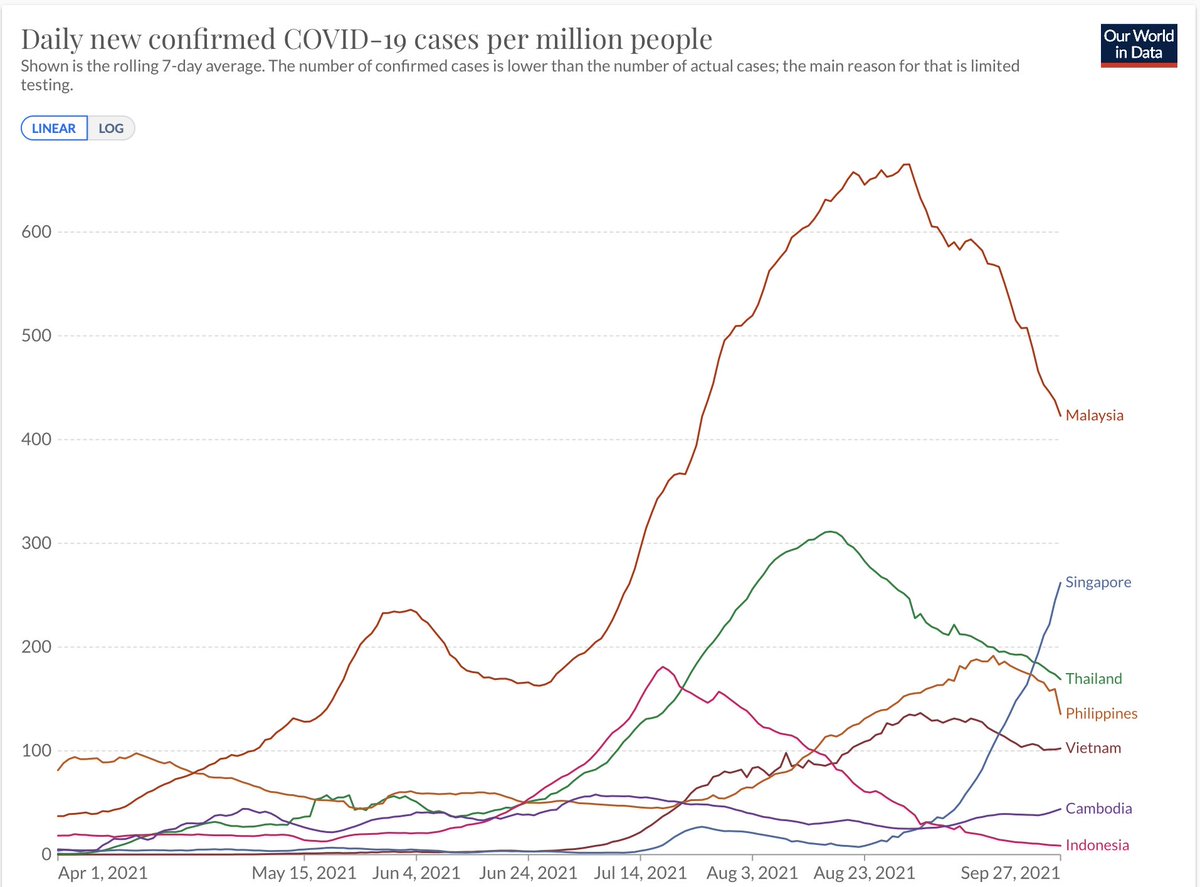 Daily new confirmed COVID-19 cases per million people
Shown is the rolling 7-day average. The number of confirmed cases is lower than the number of actual cases; the main reason for that is limited
testing.
Our World
in Data
LINEAR LOG
600
500
400
300
200
100
0
Malaysia
Singapore
Thailand
Philippines
Vietnam
Cambodia
Indonesia
Apr 1, 2021 May 15, 2021 Jun 4, 2021 Jun 24, 2021 Jul 14, 2021 Aug 3, 2021 Aug 23, 2021 Sep 27, 2021